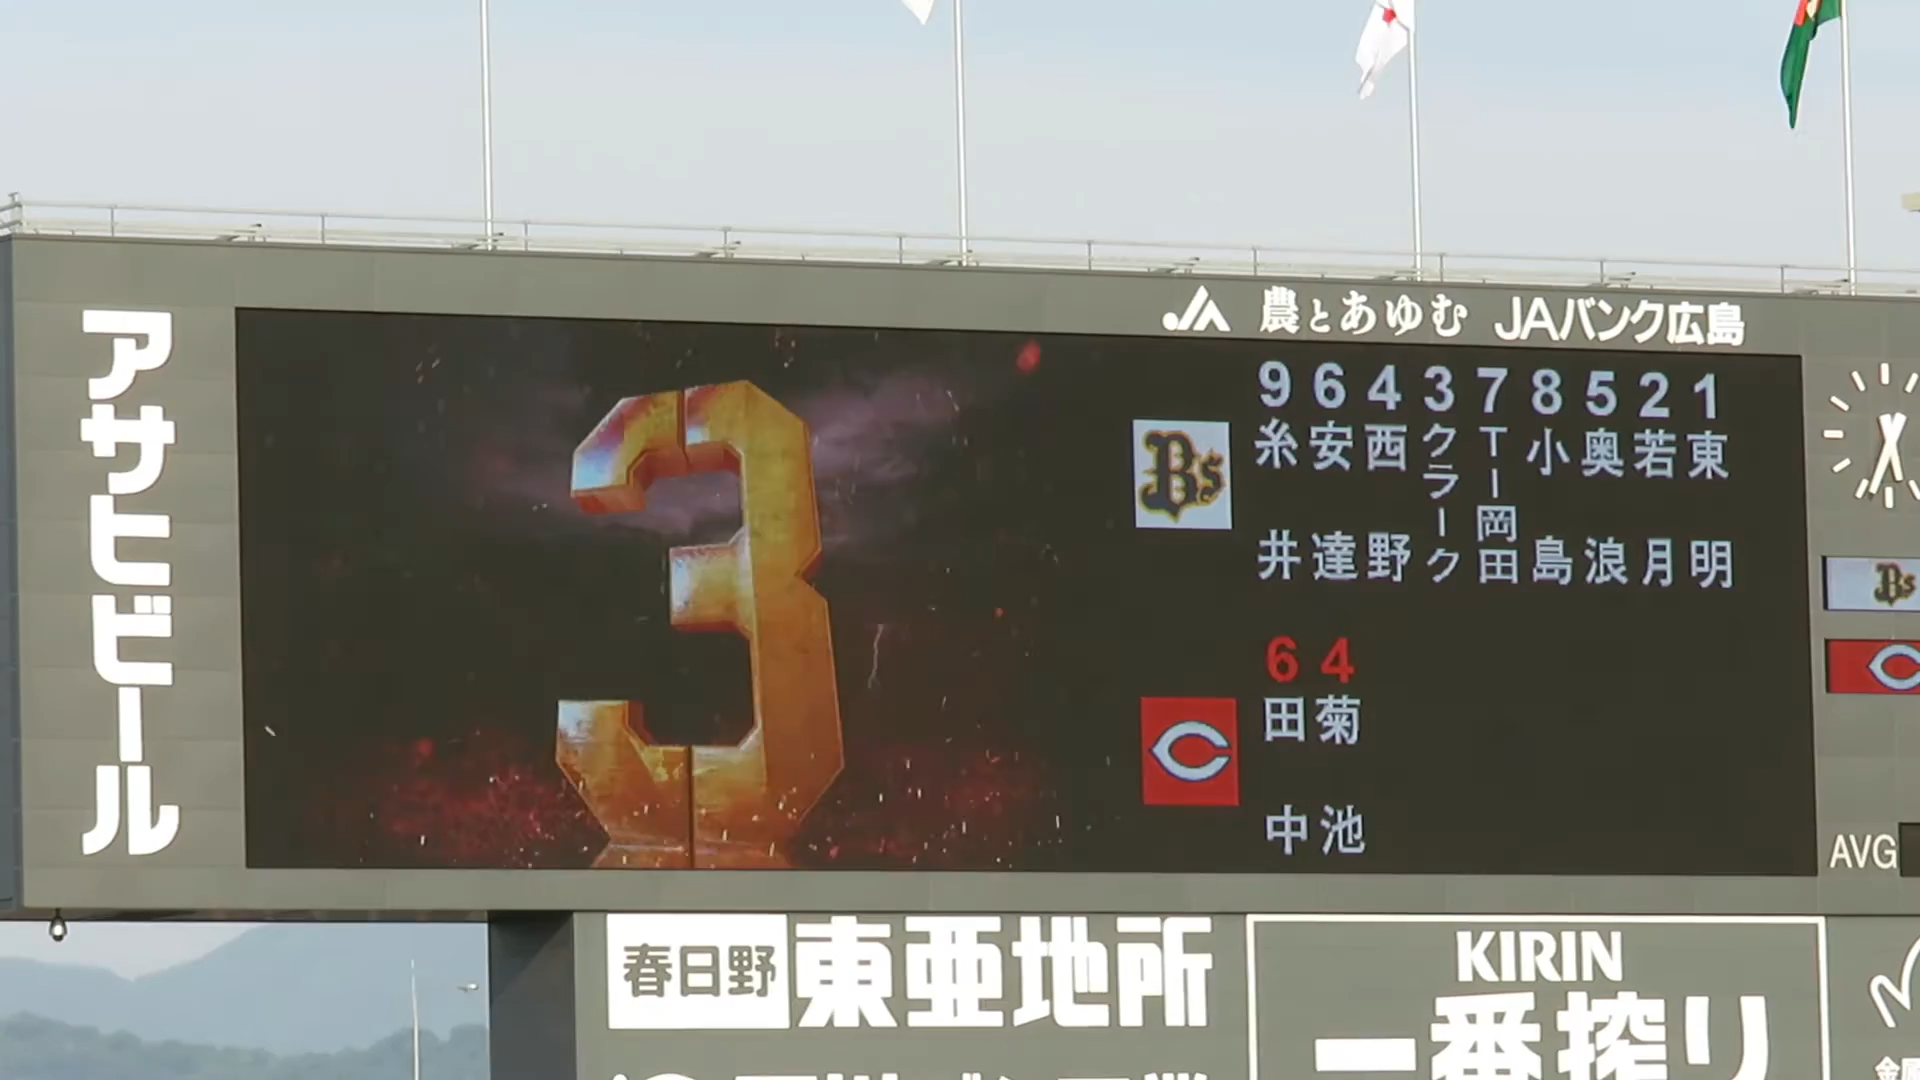 アサヒビール
JA 農とあゆむ JAバンク広島
3
9 6 4 3 7 8 5 2 1
Bs 糸井 安達 西野 クラーク T-岡田 小島 奥浪 若月 東明
6 4
C 田中 菊池
Bs
C
AVG
春日野 東亜地所
KIRIN
一番搾り